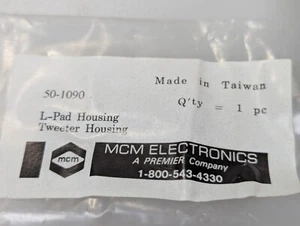 Made in Taiwan
50-1090
Q'ty = 1 pc
L-Pad Housing
Tweeter Housing
mcm
MCM ELECTRONICS
A PREMIER Company
1-800-543-4330